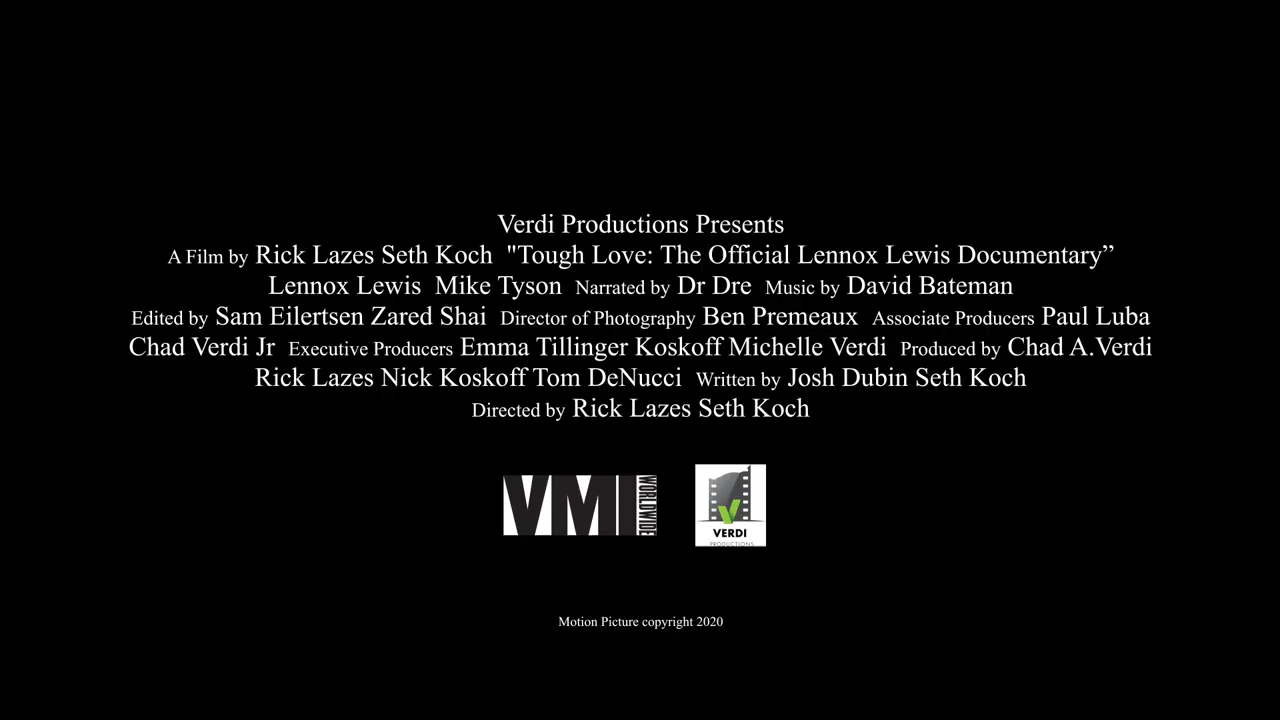 Verdi Productions Presents
A Film by Rick Lazes Seth Koch "Tough Love: The Official Lennox Lewis Documentary”
Lennox Lewis Mike Tyson Narrated by Dr Dre Music by David Bateman
Edited by Sam Eilertsen Zared Shai Director of Photography Ben Premeaux Associate Producers Paul Luba
Chad Verdi Jr Executive Producers Emma Tillinger Koskoff Michelle Verdi Produced by Chad A.Verdi
Rick Lazes Nick Koskoff Tom DeNucci Written by Josh Dubin Seth Koch
Directed by Rick Lazes Seth Koch
VMI WORLDWIDE
V
VERDI
PRODUCTIONS
Motion Picture copyright 2020